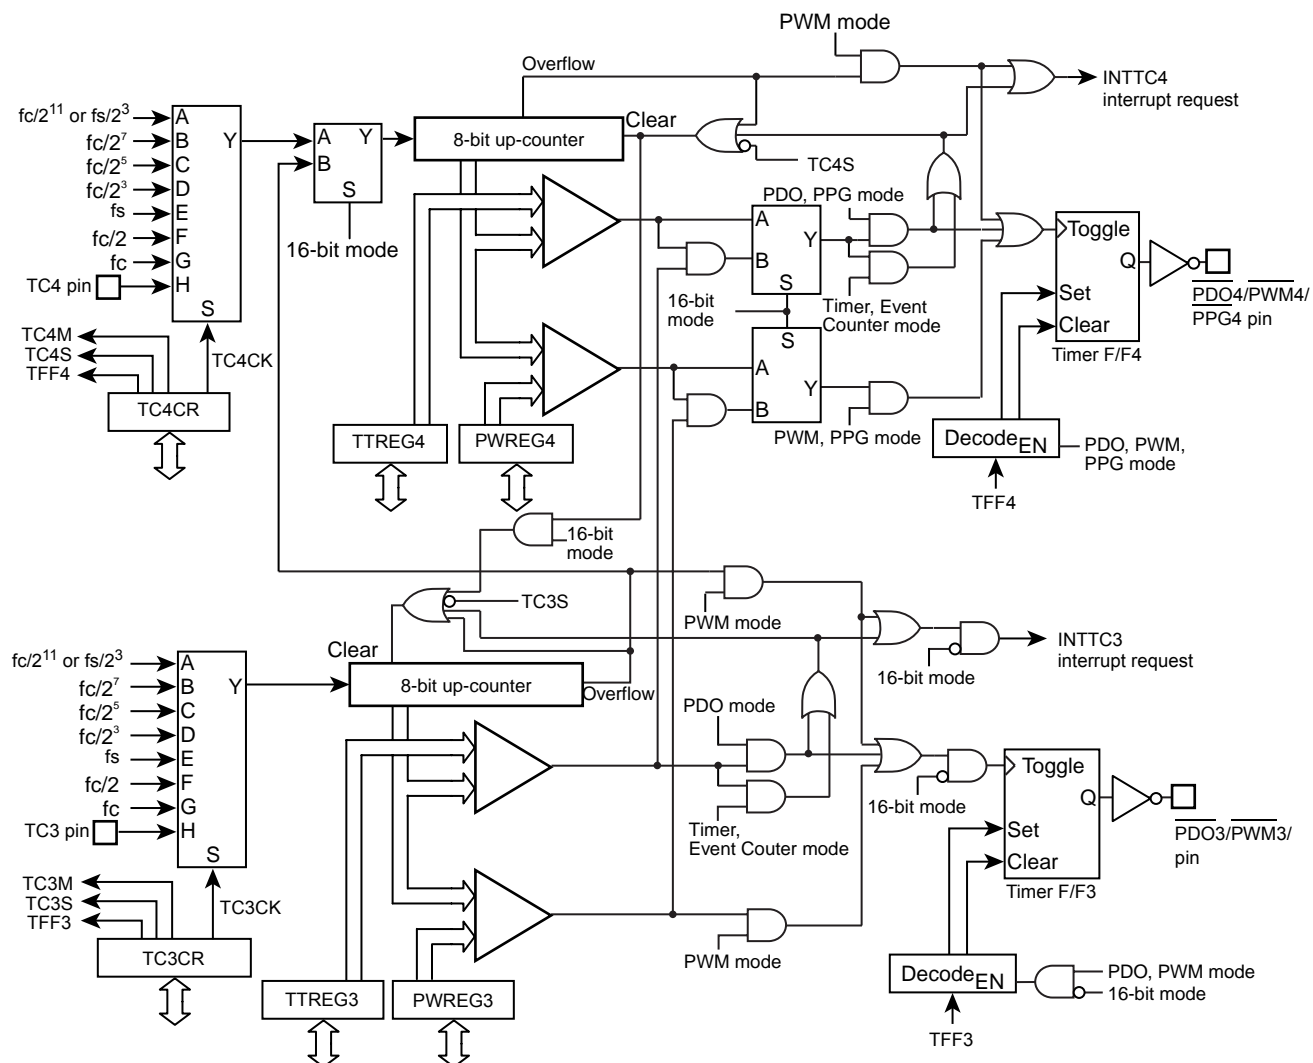 PWM mode
Overflow
INTTC4
interrupt request
fc/2¹¹ or fs/2³
fc/2⁷
fc/2⁵
fc/2³
fs
fc/2
fc
TC4 pin
A
B
C
D
E
F
G
H
Y
S
A
B
Y
S
16-bit mode
8-bit up-counter
Clear
TC4S
PDO, PPG mode
A
B
Y
S
16-bit
mode
Timer, Event
Counter mode
S
A
B
Y
PWM, PPG mode
Toggle
Q
Set
Clear
Timer F/F4
PDO4/PWM4/
PPG4 pin
TC4M
TC4S
TFF4
TC4CK
TC4CR
TTREG4
PWREG4
DecodeEN
PDO, PWM,
PPG mode
TFF4
16-bit
mode
TC3S
PWM mode
INTTC3
interrupt request
16-bit mode
Clear
8-bit up-counter
Overflow
fc/2¹¹ or fs/2³
fc/2⁷
fc/2⁵
fc/2³
fs
fc/2
fc
TC3 pin
A
B
C
D
E
F
G
H
Y
S
PDO mode
Timer,
Event Couter mode
16-bit mode
Toggle
Q
Set
Clear
Timer F/F3
PDO3/PWM3/
pin
TC3M
TC3S
TFF3
TC3CK
TC3CR
TTREG3
PWREG3
PWM mode
DecodeEN
PDO, PWM mode
16-bit mode
TFF3